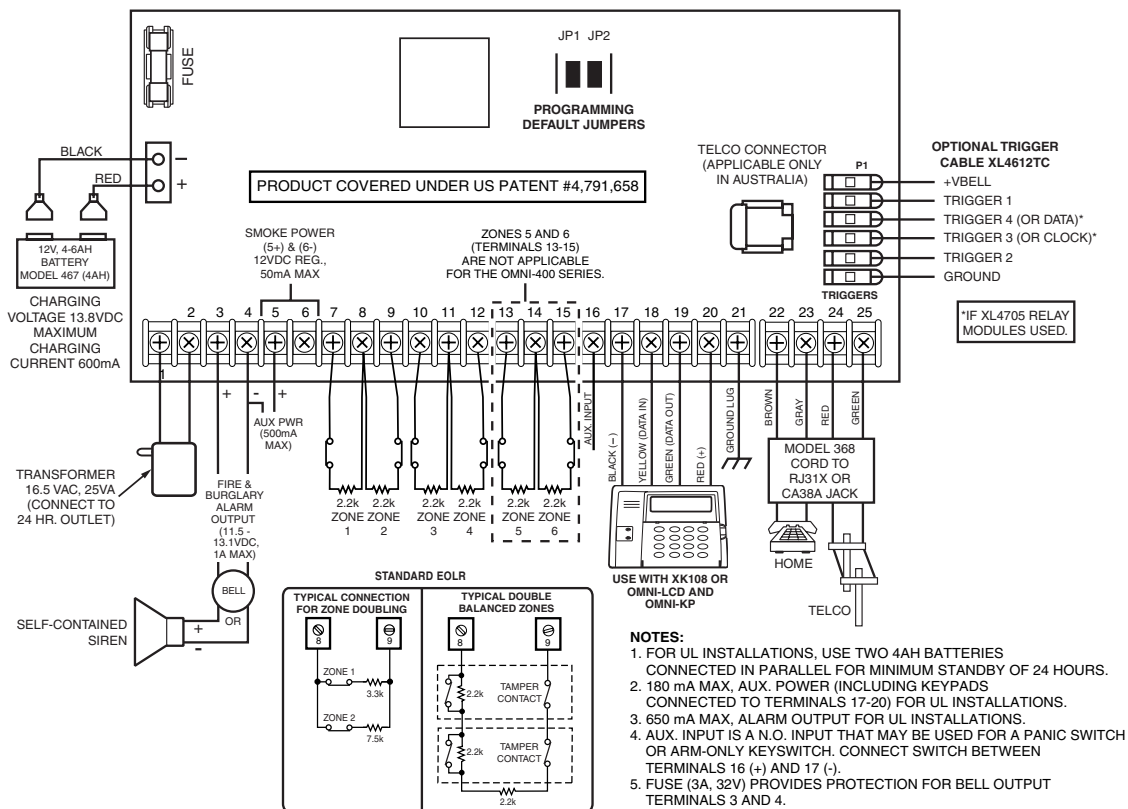 JP1 JP2
FUSE
PROGRAMMING
DEFAULT JUMPERS
BLACK
−
RED
+
PRODUCT COVERED UNDER US PATENT #4,791,658
TELCO CONNECTOR
(APPLICABLE ONLY
IN AUSTRALIA)
P1
OPTIONAL TRIGGER
CABLE XL4612TC
+VBELL
TRIGGER 1
TRIGGER 4 (OR DATA)*
TRIGGER 3 (OR CLOCK)*
TRIGGER 2
GROUND
TRIGGERS
*IF XL4705 RELAY
MODULES USED.
12V, 4-6AH
BATTERY
MODEL 467 (4AH)
CHARGING
VOLTAGE 13.8VDC
MAXIMUM
CHARGING
CURRENT 600mA
SMOKE POWER
(5+) & (6-)
12VDC REG.,
50mA MAX
ZONES 5 AND 6
(TERMINALS 13-15)
ARE NOT APPLICABLE
FOR THE OMNI-400 SERIES.
1 2 3 4 5 6 7 8 9 10 11 12 13 14 15 16 17 18 19 20 21 22 23 24 25
+ - +
AUX PWR
(500mA
MAX)
TRANSFORMER
16.5 VAC, 25VA
(CONNECT TO
24 HR. OUTLET)
FIRE &
BURGLARY
ALARM
OUTPUT
(11.5 -
13.1VDC,
1A MAX)
BELL
OR
SELF-CONTAINED
SIREN
+
-
2.2k 2.2k 2.2k 2.2k 2.2k 2.2k
ZONE ZONE ZONE ZONE ZONE ZONE
1 2 3 4 5 6
AUX. INPUT
BLACK (−)
YELLOW (DATA IN)
GREEN (DATA OUT)
RED (+)
GROUND LUG
BROWN
GRAY
RED
GREEN
MODEL 368
CORD TO
RJ31X OR
CA38A JACK
HOME
TELCO
USE WITH XK108 OR
OMNI-LCD AND
OMNI-KP
STANDARD EOLR
TYPICAL CONNECTION
FOR ZONE DOUBLING
8 9
ZONE 1
3.3k
ZONE 2
7.5k
TYPICAL DOUBLE
BALANCED ZONES
8 9
2.2k
TAMPER
CONTACT
2.2k
TAMPER
CONTACT
2.2k
NOTES:
1. FOR UL INSTALLATIONS, USE TWO 4AH BATTERIES
CONNECTED IN PARALLEL FOR MINIMUM STANDBY OF 24 HOURS.
2. 180 mA MAX, AUX. POWER (INCLUDING KEYPADS
CONNECTED TO TERMINALS 17-20) FOR UL INSTALLATIONS.
3. 650 mA MAX, ALARM OUTPUT FOR UL INSTALLATIONS.
4. AUX. INPUT IS A N.O. INPUT THAT MAY BE USED FOR A PANIC SWITCH
OR ARM-ONLY KEYSWITCH. CONNECT SWITCH BETWEEN
TERMINALS 16 (+) AND 17 (-).
5. FUSE (3A, 32V) PROVIDES PROTECTION FOR BELL OUTPUT
TERMINALS 3 AND 4.